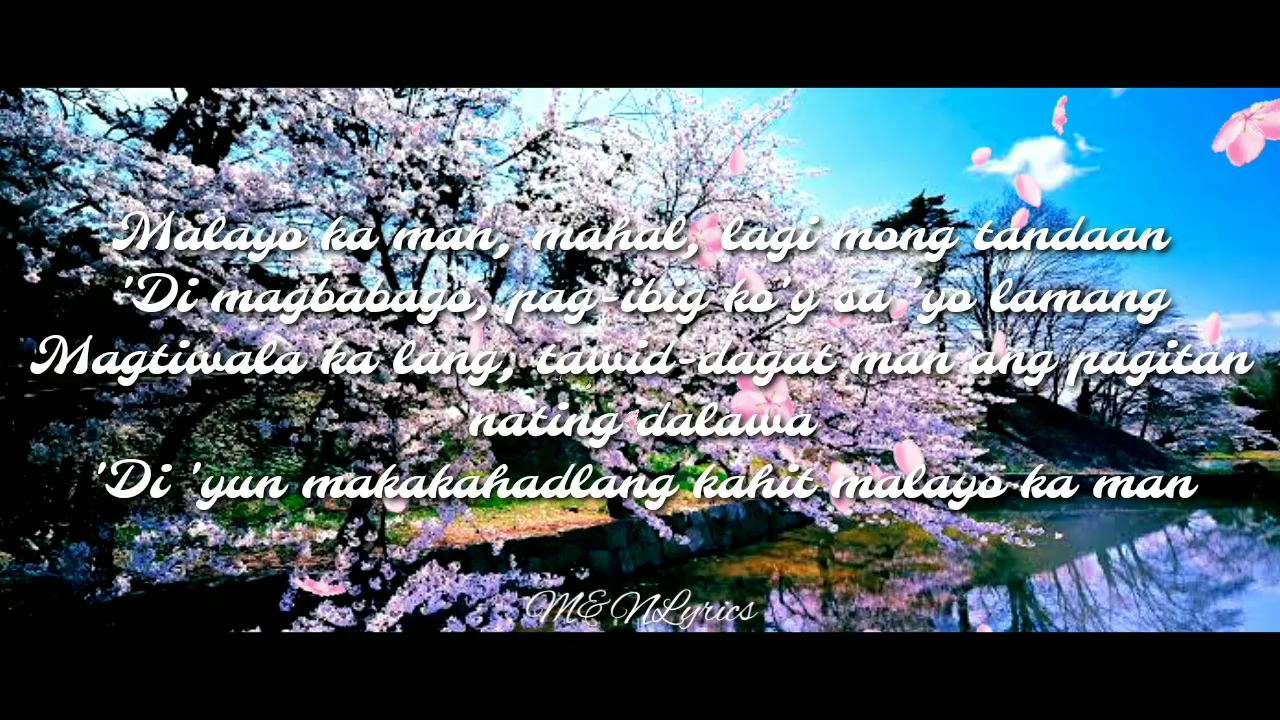 Malayo ka man, mahal, lagi mong tandaan
'Di magbabago, pag-ibig ko'y sa 'yo lamang
Magtiwala ka lang, tawid-dagat man ang pagitan
nating dalawa
'Di 'yun makakahadlang kahit malayo ka man
M&NLyrics